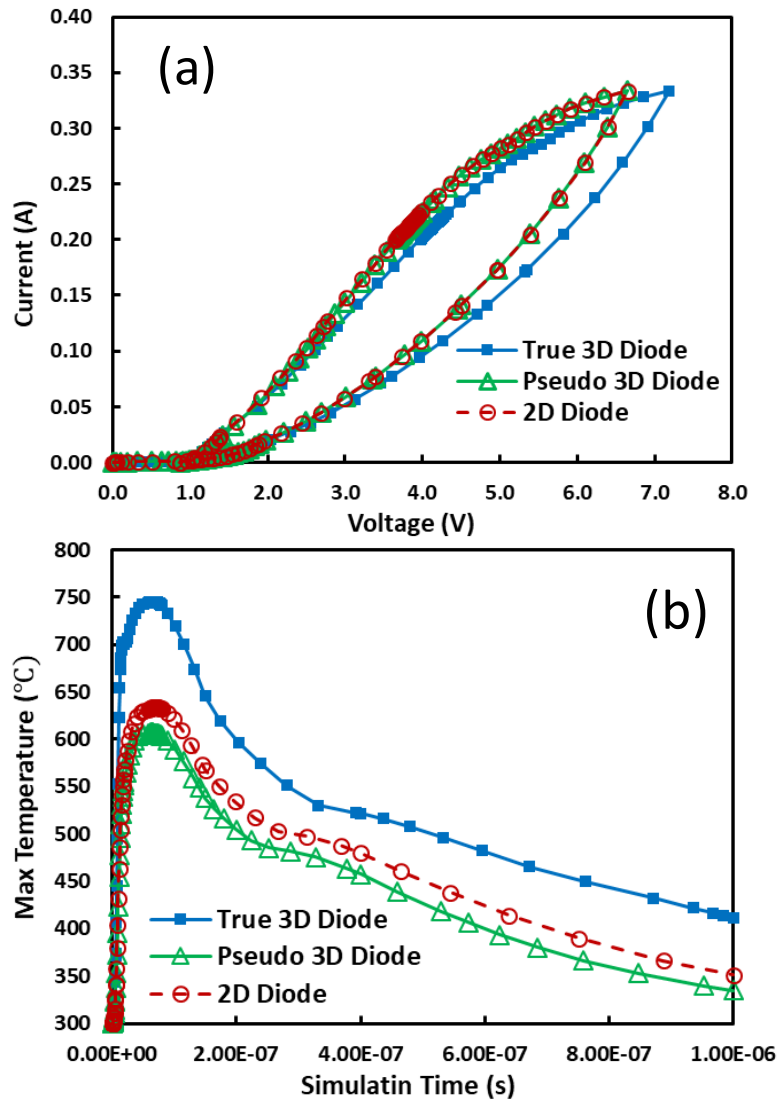 0.40
(a)
0.35
0.30
0.25
0.20
0.15
0.10
0.05
0.00
Current (A)
True 3D Diode
Pseudo 3D Diode
2D Diode
0.0 1.0 2.0 3.0 4.0 5.0 6.0 7.0 8.0
Voltage (V)
800
(b)
750
700
650
600
550
500
450
400
350
300
Max Temperature (℃)
True 3D Diode
Pseudo 3D Diode
2D Diode
0.00E+00 2.00E-07 4.00E-07 6.00E-07 8.00E-07 1.00E-06
Simulatin Time (s)